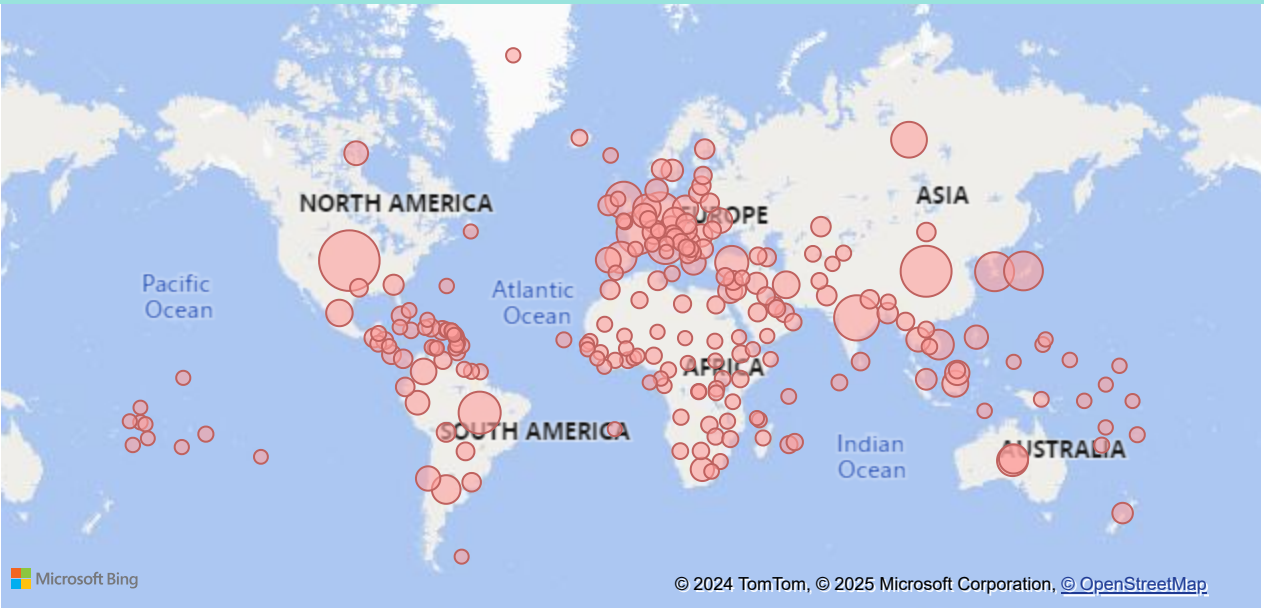 NORTH AMERICA
EUROPE
ASIA
Pacific
Ocean
Atlantic
Ocean
AFRICA
SOUTH AMERICA
Indian
Ocean
AUSTRALIA
Microsoft Bing
© 2024 TomTom, © 2025 Microsoft Corporation, © OpenStreetMap